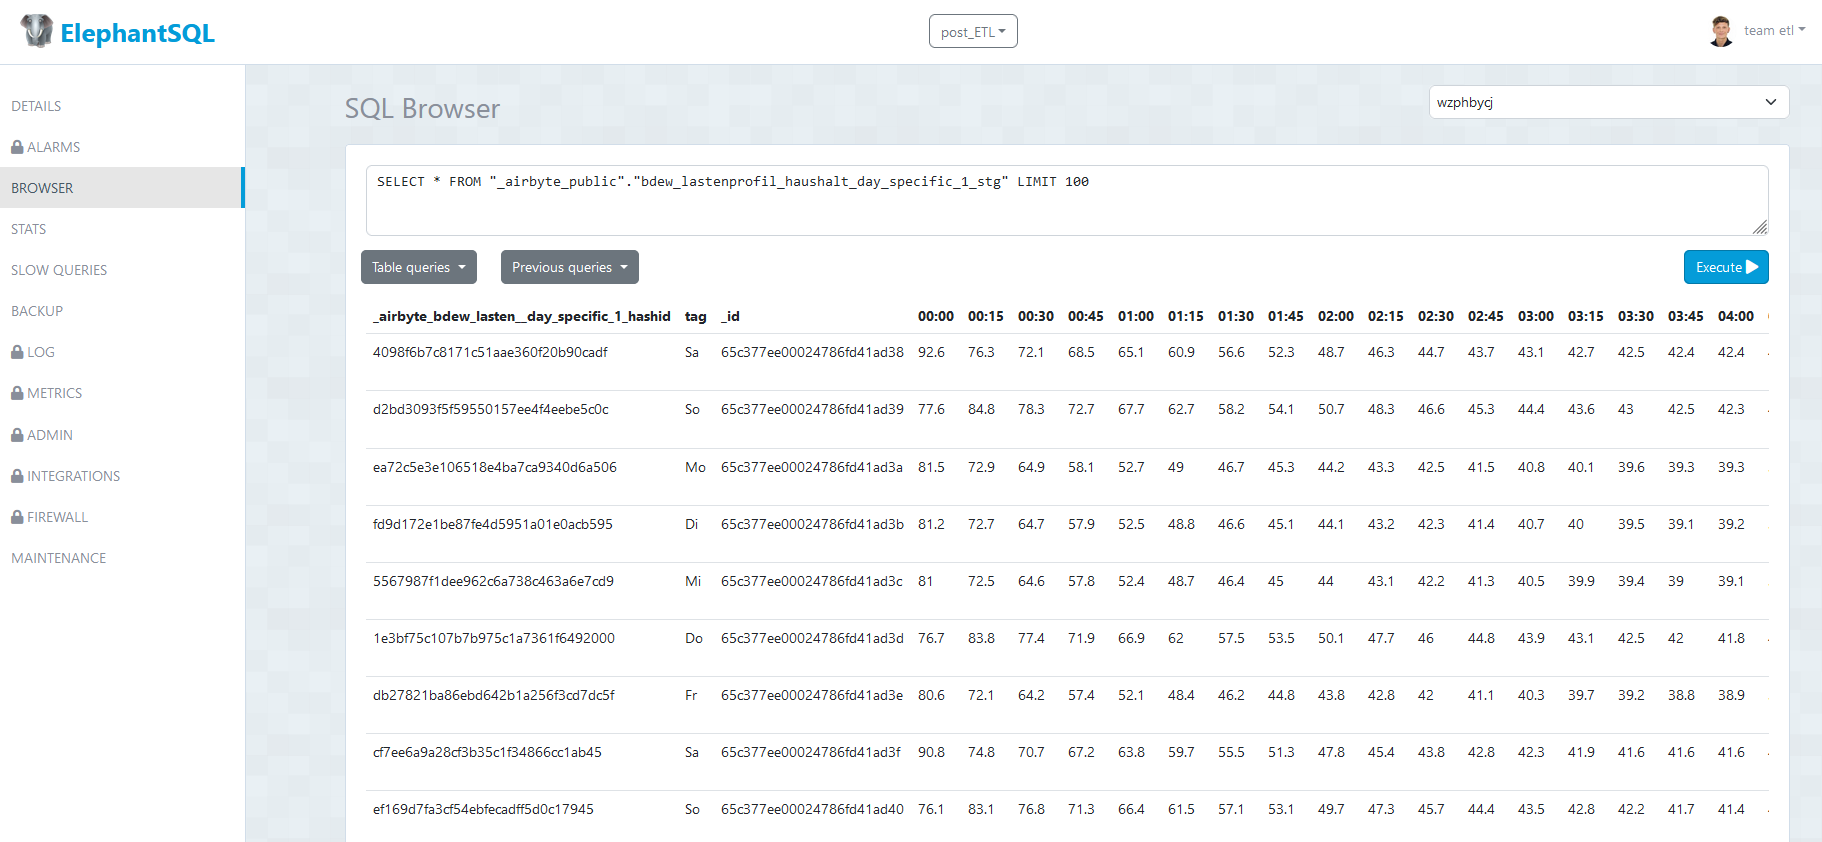 ElephantSQL
post_ETL
team etl
DETAILS
ALARMS
BROWSER
STATS
SLOW QUERIES
BACKUP
LOG
METRICS
ADMIN
INTEGRATIONS
FIREWALL
MAINTENANCE
SQL Browser
wzphbycj
SELECT * FROM "_airbyte_public"."bdew_lastenprofil_haushalt_day_specific_1_stg" LIMIT 100
Table queries
Previous queries
Execute
_airbyte_bdew_lasten__day_specific_1_hashid tag _id 00:00 00:15 00:30 00:45 01:00 01:15 01:30 01:45 02:00 02:15 02:30 02:45 03:00 03:15 03:30 03:45 04:00
4098f6b7c8171c51aae360f20b90cadf Sa 65c377ee00024786fd41ad38 92.6 76.3 72.1 68.5 65.1 60.9 56.6 52.3 48.7 46.3 44.7 43.7 43.1 42.7 42.5 42.4 42.4
d2bd3093f5f59550157ee4f4eebe5c0c So 65c377ee00024786fd41ad39 77.6 84.8 78.3 72.7 67.7 62.7 58.2 54.1 50.7 48.3 46.6 45.3 44.4 43.6 43 42.5 42.3
ea72c5e3e106518e4ba7ca9340d6a506 Mo 65c377ee00024786fd41ad3a 81.5 72.9 64.9 58.1 52.7 49 46.7 45.3 44.2 43.3 42.5 41.5 40.8 40.1 39.6 39.3 39.3
fd9d172e1be87fe4d5951a01e0acb595 Di 65c377ee00024786fd41ad3b 81.2 72.7 64.7 57.9 52.5 48.8 46.6 45.1 44.1 43.2 42.3 41.4 40.7 40 39.5 39.1 39.2
5567987f1dee962c6a738c463a6e7cd9 Mi 65c377ee00024786fd41ad3c 81 72.5 64.6 57.8 52.4 48.7 46.4 45 44 43.1 42.2 41.3 40.5 39.9 39.4 39 39.1
1e3bf75c107b7b975c1a7361f6492000 Do 65c377ee00024786fd41ad3d 76.7 83.8 77.4 71.9 66.9 62 57.5 53.5 50.1 47.7 46 44.8 43.9 43.1 42.5 42 41.8
db27821ba86ebd642b1a256f3cd7dc5f Fr 65c377ee00024786fd41ad3e 80.6 72.1 64.2 57.4 52.1 48.4 46.2 44.8 43.8 42.8 42 41.1 40.3 39.7 39.2 38.8 38.9
cf7ee6a9a28cf3b35c1f34866cc1ab45 Sa 65c377ee00024786fd41ad3f 90.8 74.8 70.7 67.2 63.8 59.7 55.5 51.3 47.8 45.4 43.8 42.8 42.3 41.9 41.6 41.6 41.6
ef169d7fa3cf54ebfecadff5d0c17945 So 65c377ee00024786fd41ad40 76.1 83.1 76.8 71.3 66.4 61.5 57.1 53.1 49.7 47.3 45.7 44.4 43.5 42.8 42.2 41.7 41.4